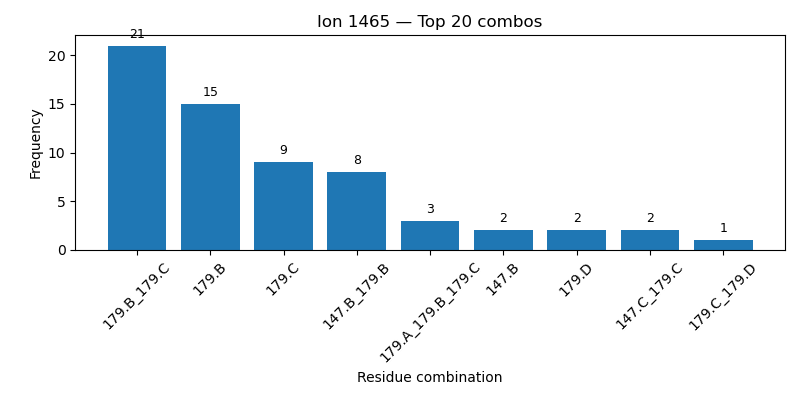 Ion 1465 — Top 20 combos
Frequency
20
15
10
5
0
21
15
9
8
3
2
2
2
1
179.B_179.C
179.B
179.C
147.B_179.B
179.A_179.B_179.C
147.B
179.D
147.C_179.C
179.C_179.D
Residue combination